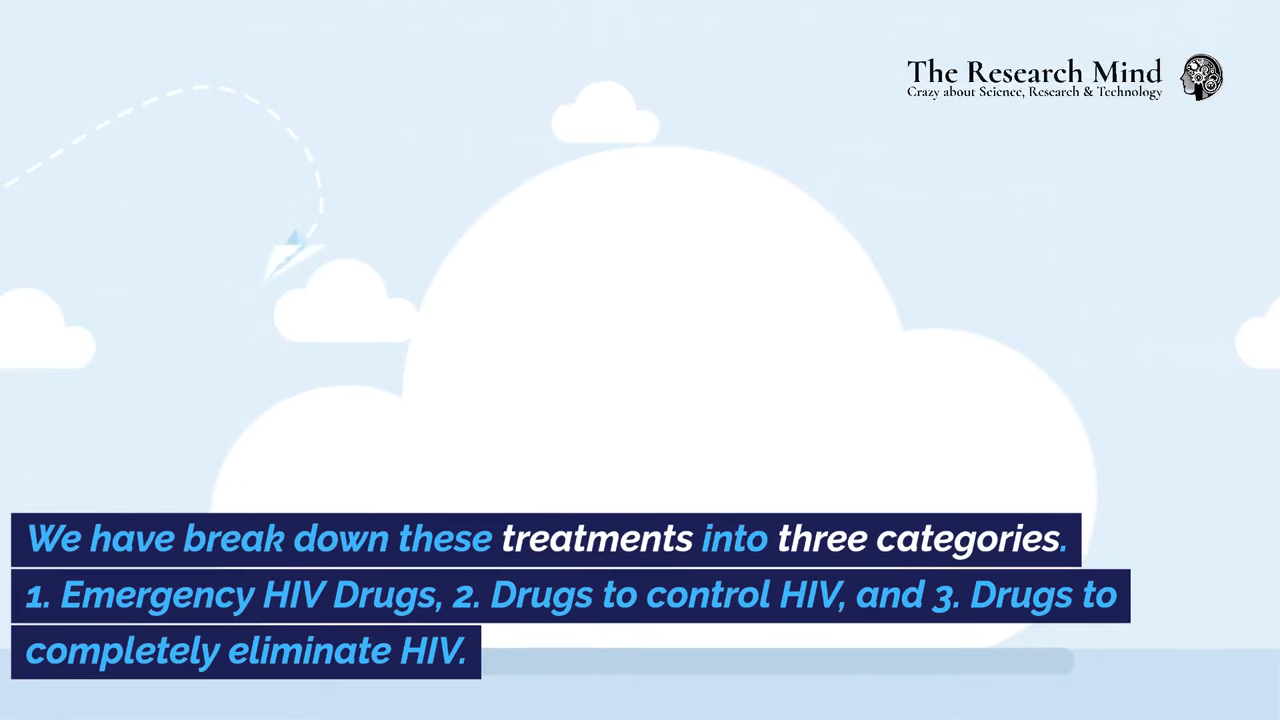 The Research Mind
Crazy about Science, Research & Technology
We have break down these treatments into three categories.
1. Emergency HIV Drugs, 2. Drugs to control HIV, and 3. Drugs to
completely eliminate HIV.